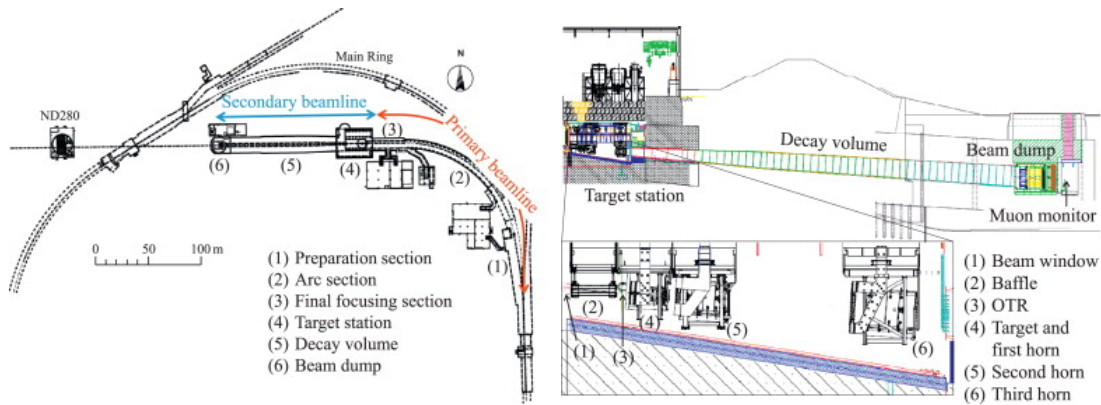 Main Ring
N
Secondary beamline
Primary beamline
ND280
(6)
(5)
(4)
(3)
(2)
(1)
0 50 100 m
(1) Preparation section
(2) Arc section
(3) Final focusing section
(4) Target station
(5) Decay volume
(6) Beam dump
Decay volume
Beam dump
Target station
Muon monitor
(1)
(2)
(3)
(4)
(5)
(6)
(1) Beam window
(2) Baffle
(3) OTR
(4) Target and
first horn
(5) Second horn
(6) Third horn